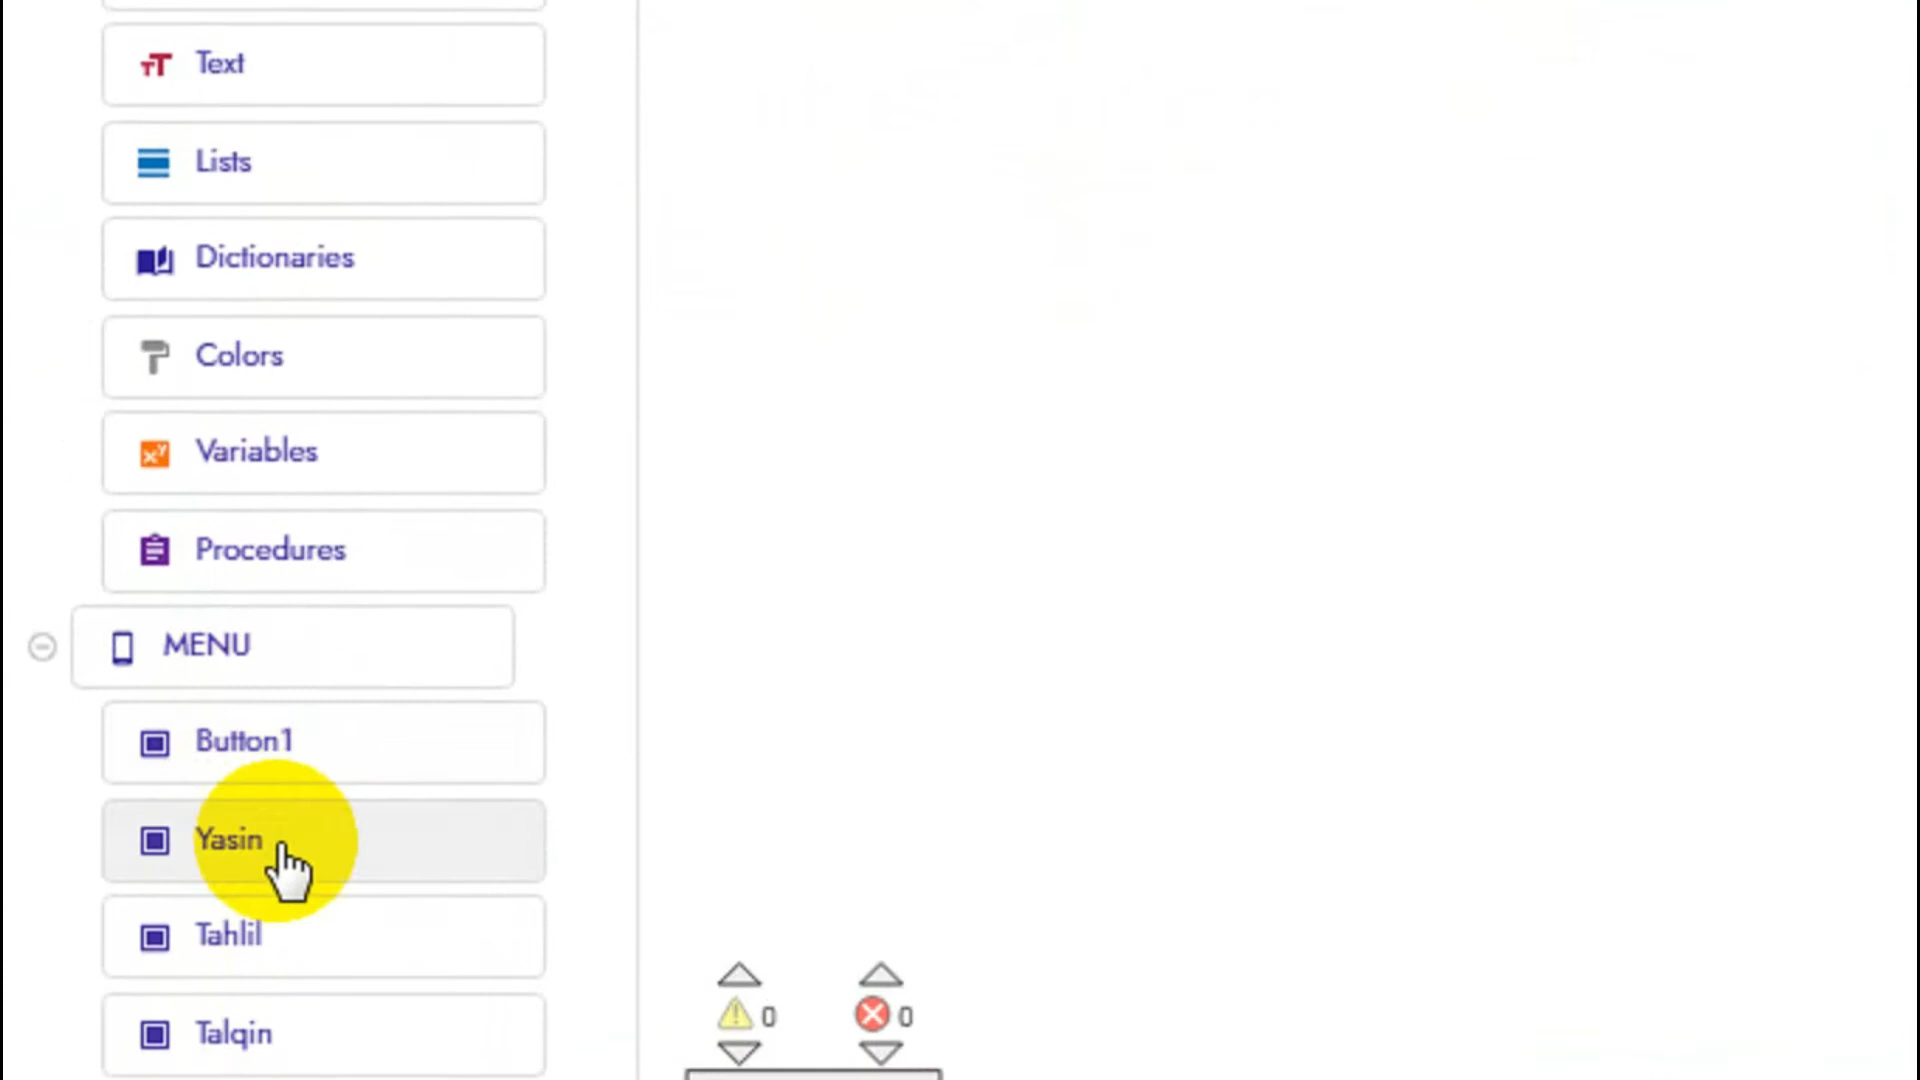 Text
Lists
Dictionaries
Colors
Variables
Procedures
MENU
Button1
Yasin
Tahlil
Talqin
0 0